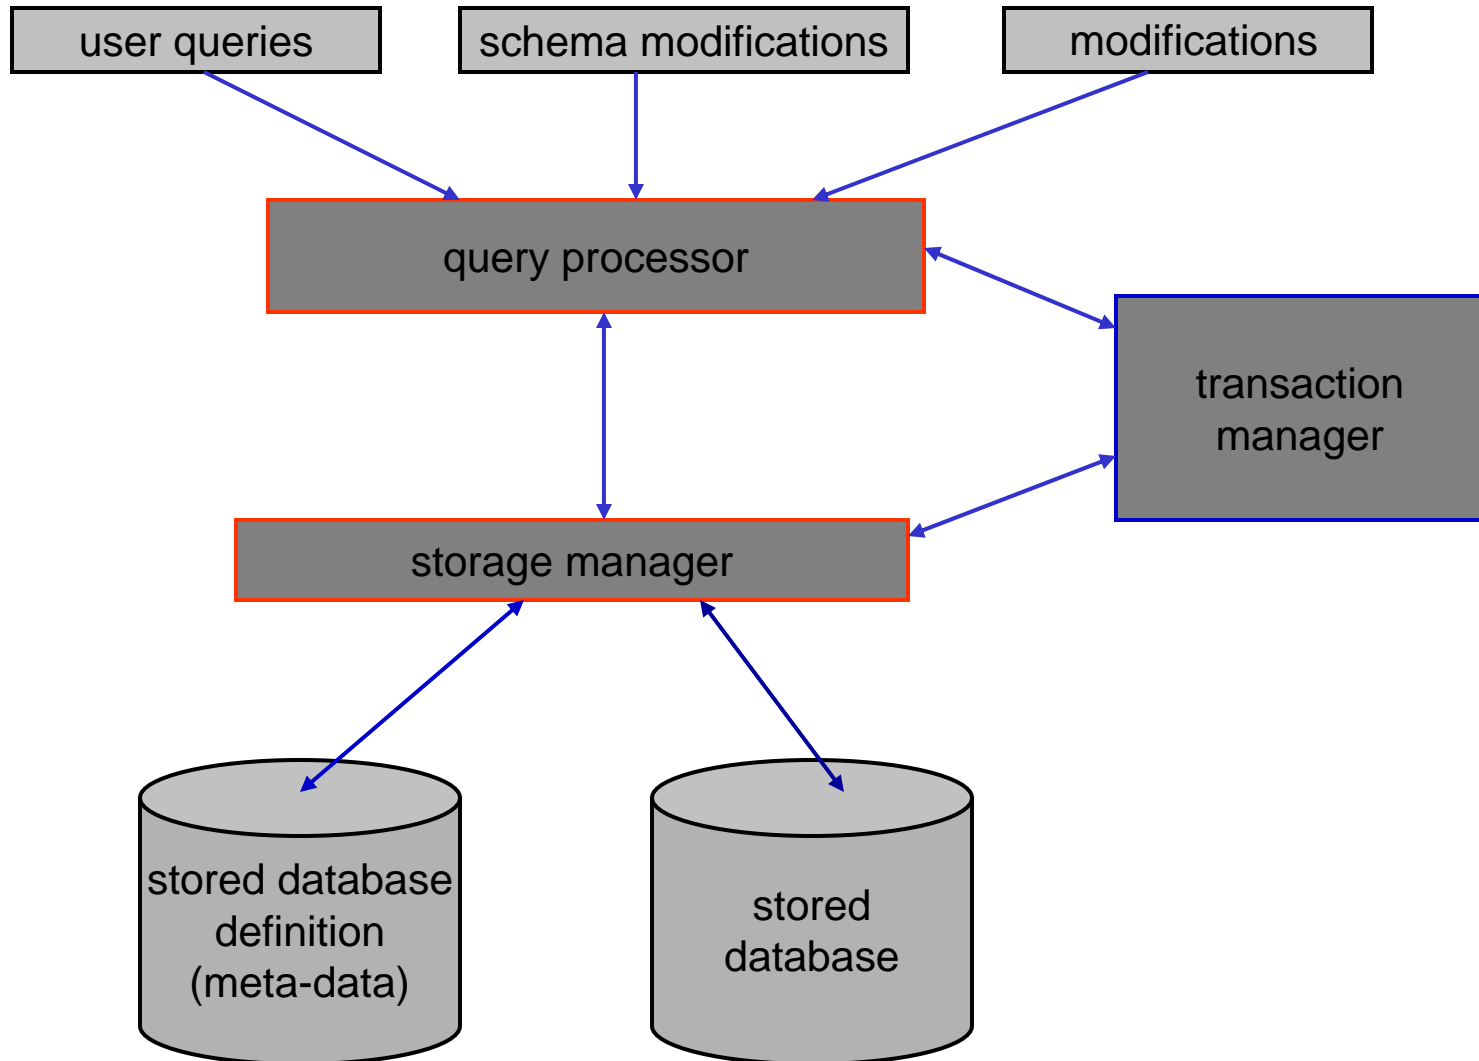 user queries
schema modifications
modifications
query processor
transaction
manager
storage manager
stored database
definition
(meta-data)
stored
database